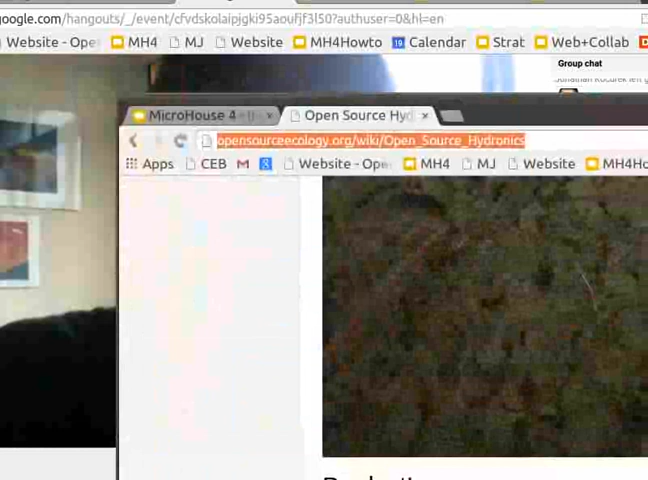 google.com/hangouts/_/event/cfvdskolaipjgki95aoufjf3l50?authuser=0&hl=en
Website - Ope MH4 MJ Website MH4Howto 19 Calendar Strat Web+Collab
Group chat
MicroHouse 4 × Open Source Hyd ×
opensourceecology.org/wiki/Open_Source_Hydronics
Apps CEB 8 Website - Ope MH4 MJ Website MH4Ho